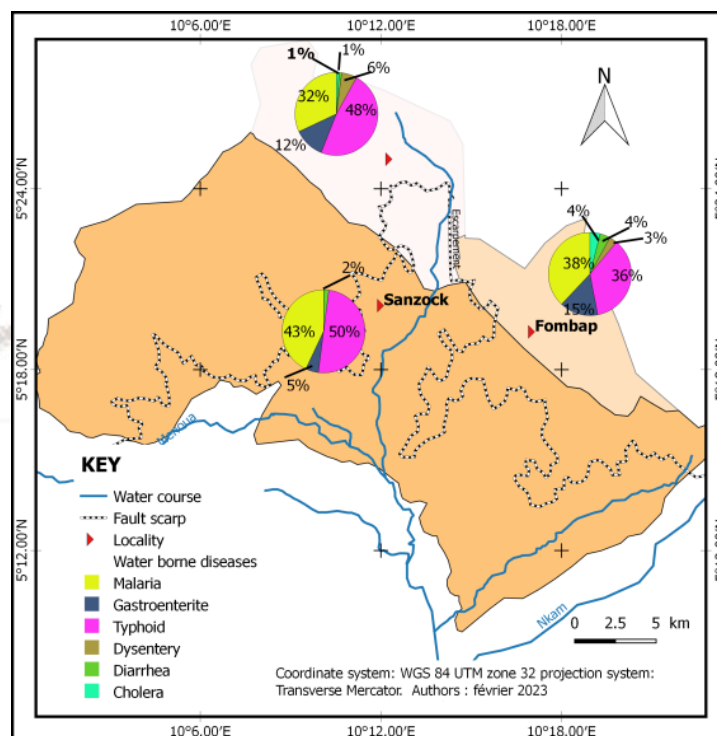 10°6.00′E 10°12.00′E 10°18.00′E
1% 1%
6%
32% 48%
12%
N
5°24.00′N
Escarpement
4% 4%
3%
38% 36%
15%
2%
Sanzock
43% 50%
5%
Fombap
5°18.00′N
KEY
Water course
Fault scarp
Locality
Water borne diseases
Malaria
Gastroenterite
Typhoid
Dysentery
Diarrhea
Cholera
5°12.00′N
Nkam
0 2.5 5 km
Coordinate system: WGS 84 UTM zone 32 projection system:
Transverse Mercator. Authors : février 2023
10°6.00′E 10°12.00′E 10°18.00′E